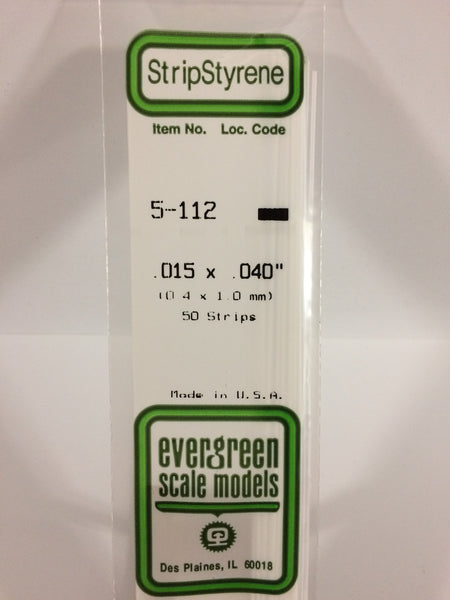 StripStyrene
Item No. Loc. Code
5-112
.015 x .040"
(0.4 x 1.0 mm)
50 Strips
Made in U.S.A.
evergreen
scale models
Des Plaines, IL 60018